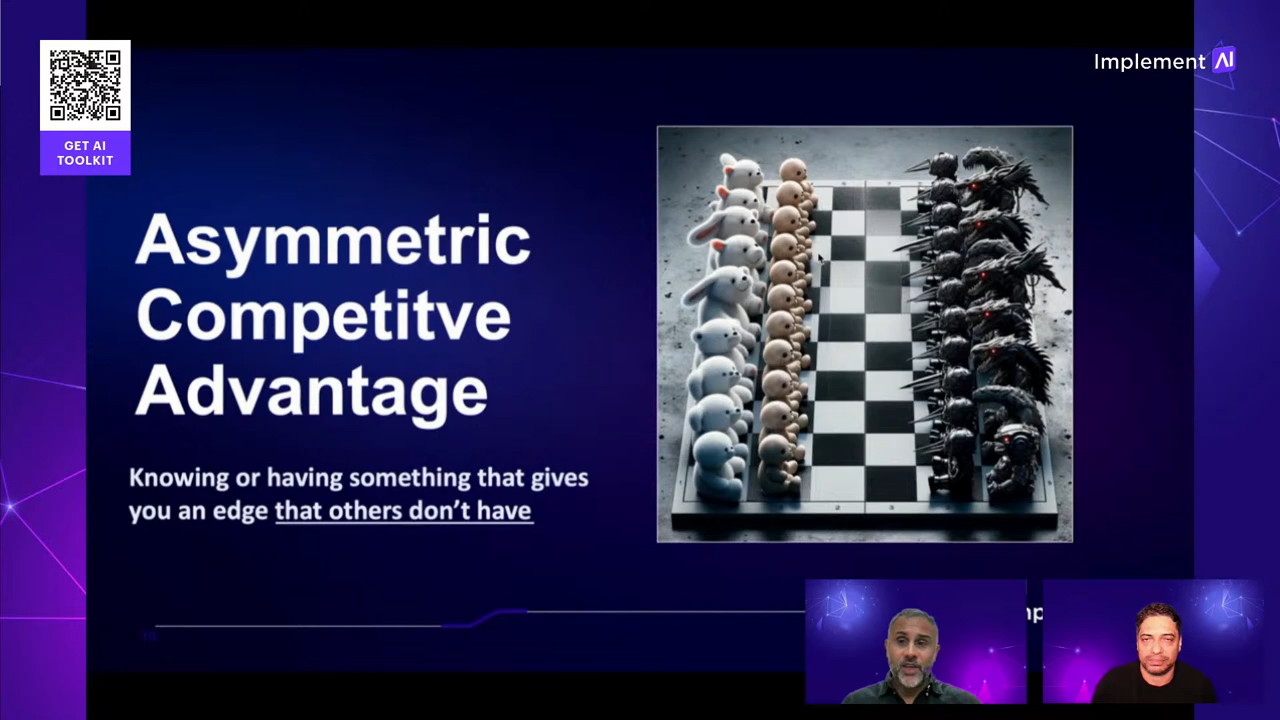 GET AI
TOOLKIT
Implement AI
Asymmetric
Competitve
Advantage
Knowing or having something that gives
you an edge that others don't have